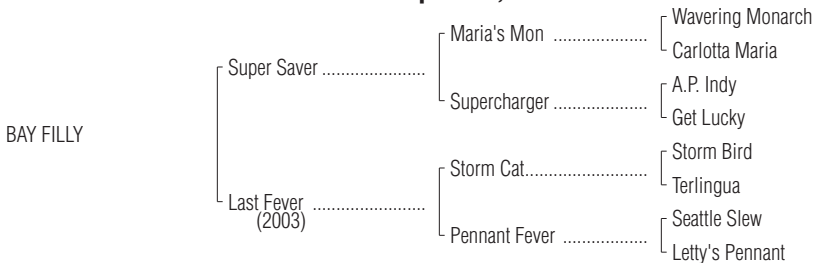 Wavering Monarch
Maria's Mon ....................
Carlotta Maria
Super Saver ......................
A.P. Indy
Supercharger ....................
Get Lucky
BAY FILLY
Storm Bird
Storm Cat..........................
Terlingua
Last Fever ........................
(2003)
Seattle Slew
Pennant Fever ..................
Letty's Pennant